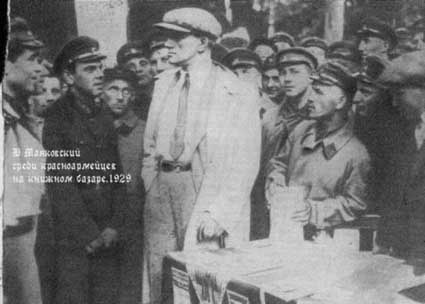 В Маяковский
среди красноармейцев
на книжном базаре.1929